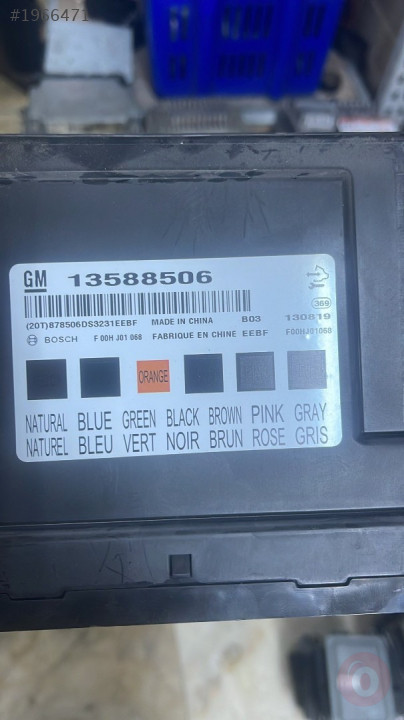 #1966471
GM 13588506
369
(20T)878506DS3231EEBF MADE IN CHINA B03 130819
BOSCH F 00H J01 068 FABRIQUE EN CHINE EEBF F00HJ01068
ORANGE
NATURAL BLUE GREEN BLACK BROWN PINK GRAY
NATUREL BLEU VERT NOIR BRUN ROSE GRIS